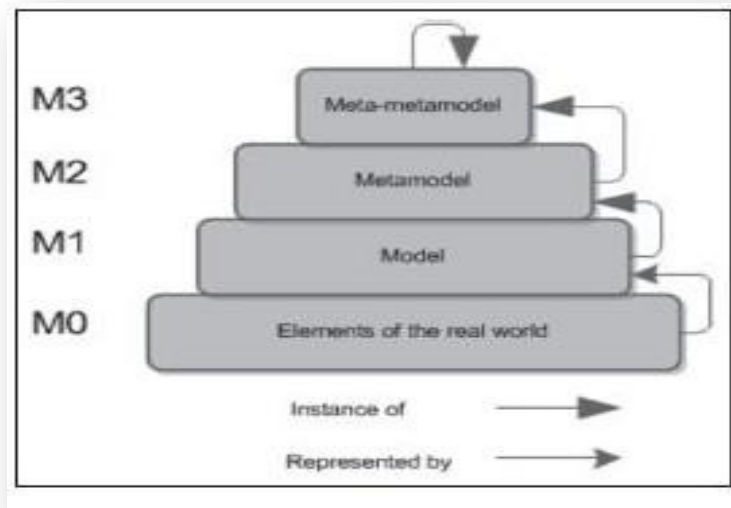 M3
Meta-metamodel
M2
Metamodel
M1
Model
M0
Elements of the real world
Instance of
Represented by